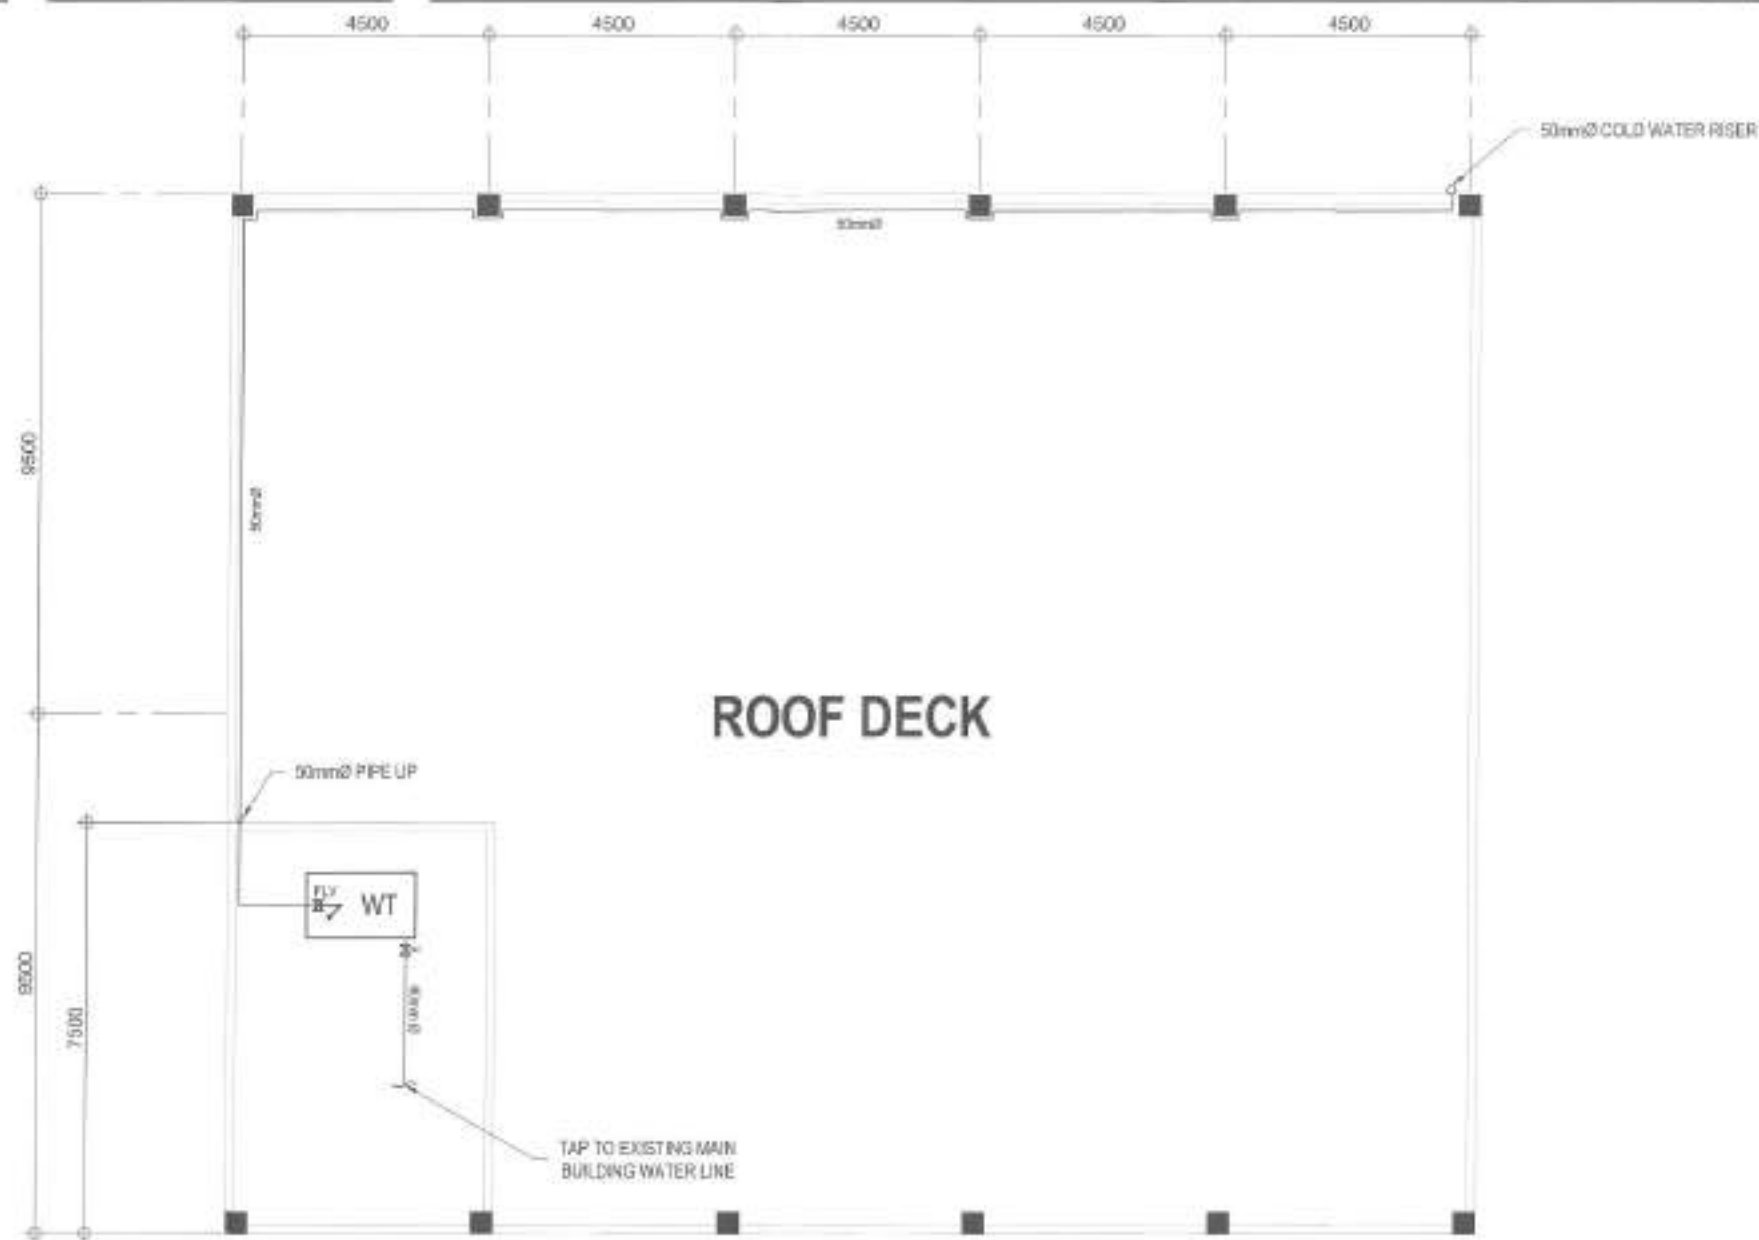 4500 4500 4500 4500 4500
50mmØ COLD WATER RISER
50mmØ
9500
50mmØ
ROOF DECK
50mmØ PIPE UP
FLV
WT
9500
7500
TAP TO EXISTING MAIN
BUILDING WATER LINE